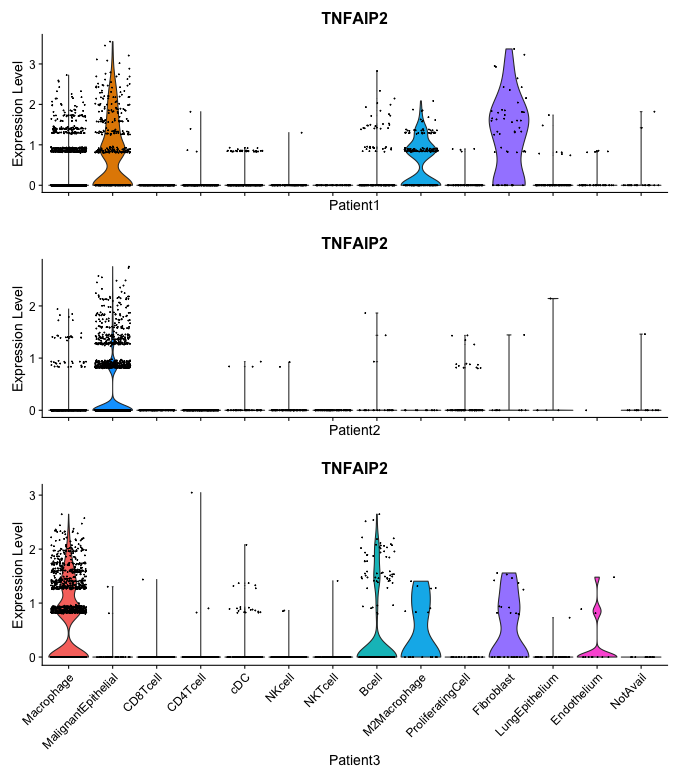 TNFAIP2
Expression Level
3
2
1
0
Patient1
TNFAIP2
Expression Level
2
1
0
Patient2
TNFAIP2
Expression Level
3
2
1
0
Macrophage
MalignantEpithelial
CD8Tcell
CD4Tcell
cDC
NKcell
NKTcell
Bcell
M2Macrophage
ProliferatingCell
Fibroblast
LungEpithelium
Endothelium
NotAvail
Patient3